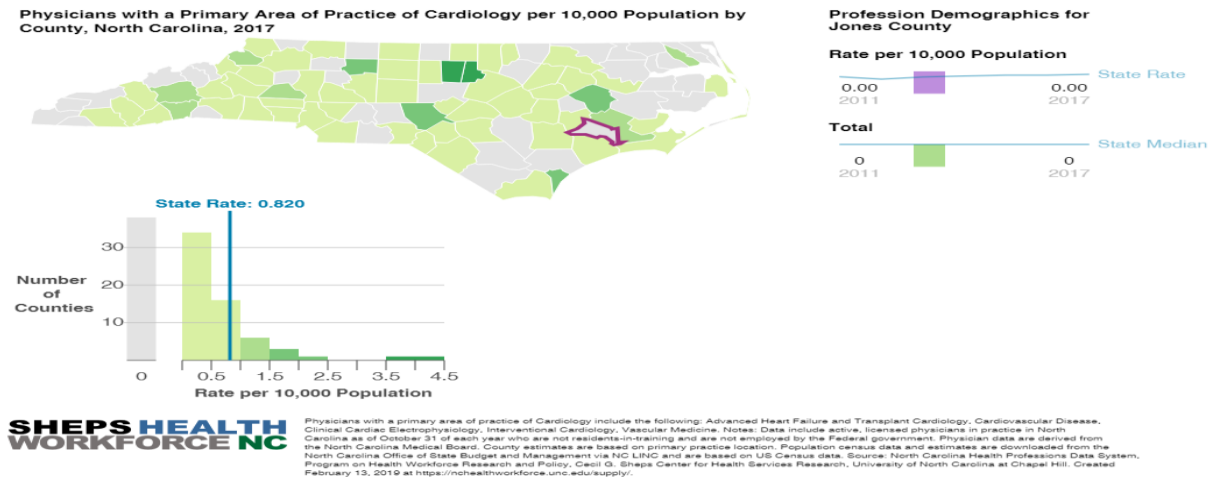 Physicians with a Primary Area of Practice of Cardiology per 10,000 Population by
County, North Carolina, 2017
Profession Demographics for
Jones County
Rate per 10,000 Population
State Rate
0.00
0.00
2011
2017
Total
State Median
0
0
2011
2017
State Rate: 0.820
30
20
10
Number
of
Counties
0
0.5
1.5
2.5
3.5
4.5
Rate per 10,000 Population
SHEPS HEALTH
WORKFORCE NC
Physicians with a primary area of practice of Cardiology include the following: Advanced Heart Failure and Transplant Cardiology, Cardiovascular Disease,
Clinical Cardiac Electrophysiology, Interventional Cardiology, Vascular Medicine. Notes: Data include active, licensed physicians in practice in North
Carolina as of October 31 of each year who are not residents-in-training and are not employed by the Federal government. Physician data are derived from
the North Carolina Medical Board. County estimates are based on primary practice location. Population census data and estimates are downloaded from the
North Carolina Office of State Budget and Management via NC LINC and are based on US Census data. Source: North Carolina Health Professions Data System,
Program on Health Workforce Research and Policy, Cecil G. Sheps Center for Health Services Research, University of North Carolina at Chapel Hill. Created
February 13, 2019 at https://nchealthworkforce.unc.edu/supply/.